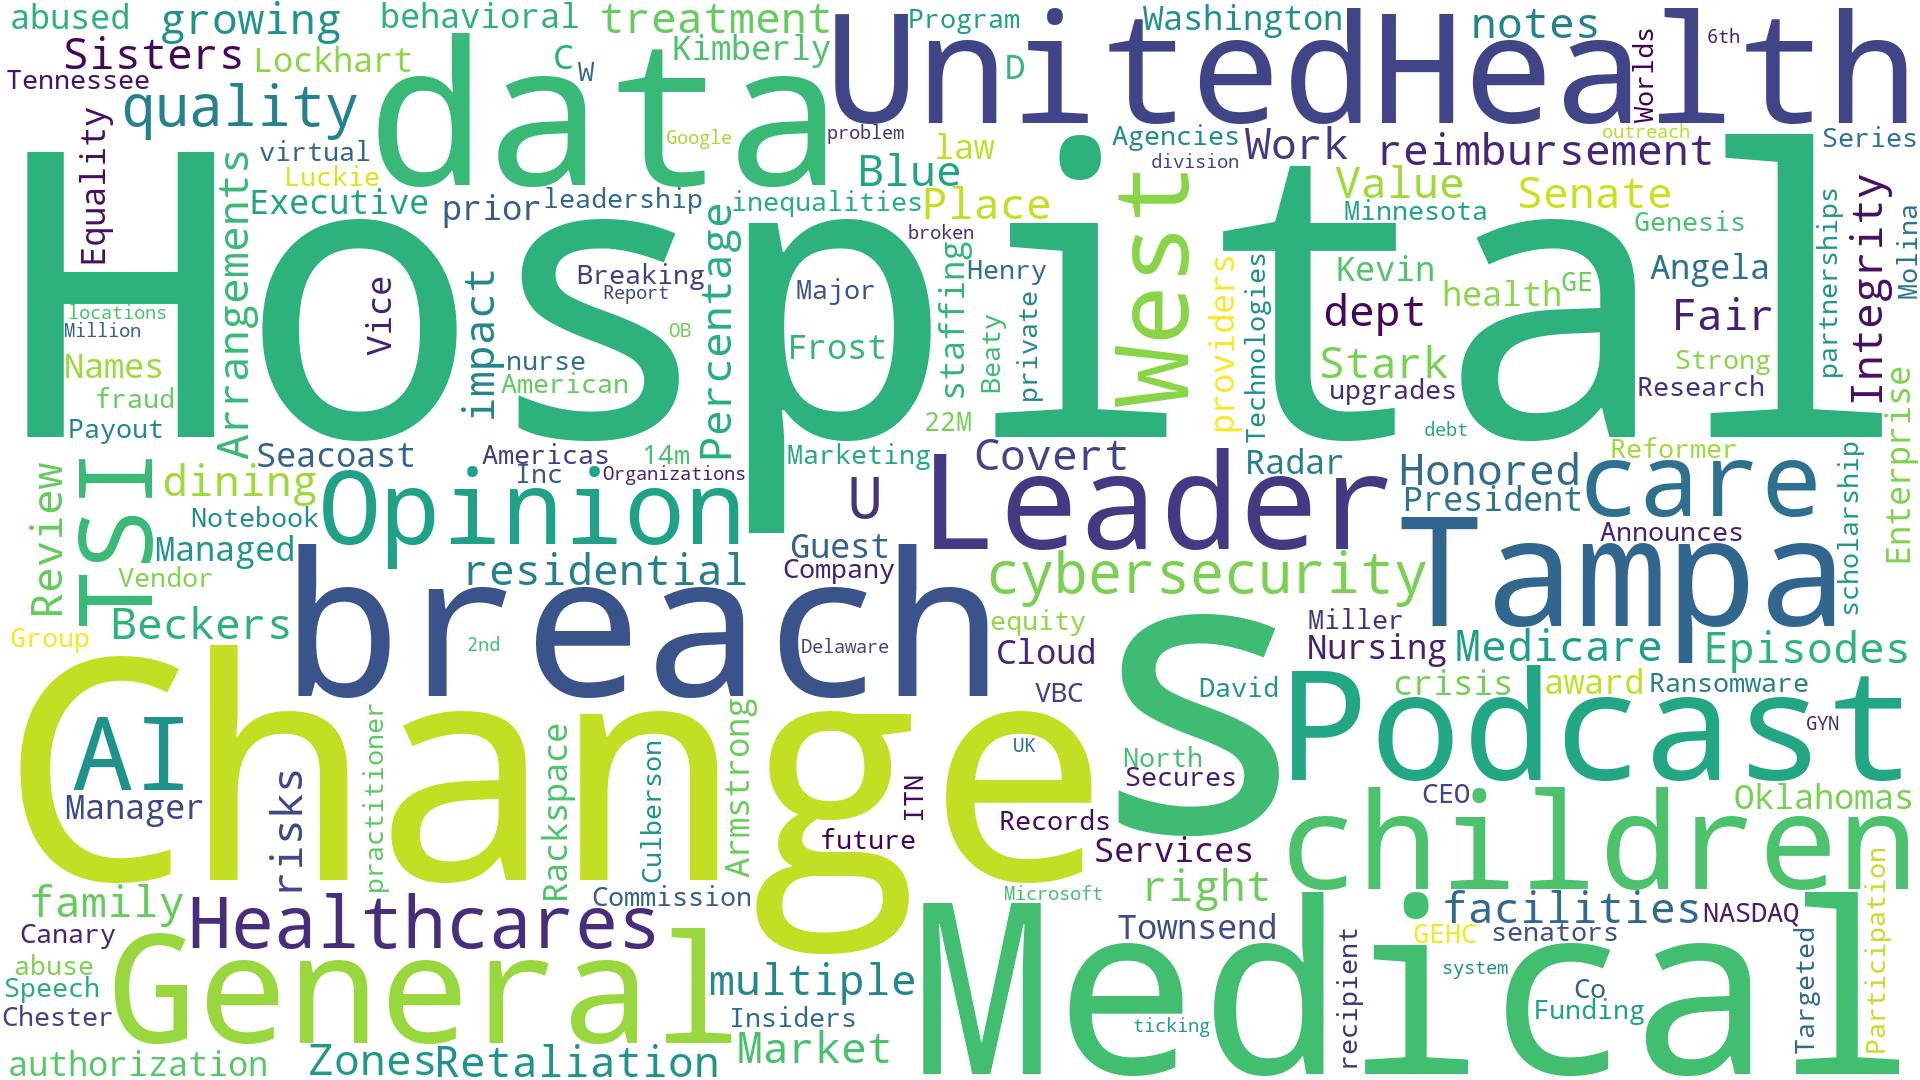 abused
growing
behavioral
treatment
UnitedHealth
Program
Washington
notes
Worlds
6th
Sisters
Lockhart
data
C
W
Kimberly
D
Tennessee
quality
Google
problem
Equality
virtual
Luckie
law
Agencies
division
Work
outreach
reimbursement
Series
Blue
Hospital
Arrangements
Executive
prior
leadership
inequalities
Place
broken
West
Value
Minnesota
Senate
Genesis
Integrity
partnerships
Molina
Vice
impact
Breaking
Report
Percentage
Major
staffing
Henry
private
providers
Technologies
Kevin
health
GE
Angela
locations
Million
OB
dept
Fair
Names
nurse
American
Frost
Beaty
Stark
Strong
fraud
upgrades
Research
Payout
22M
debt
Enterprise
Seacoast
Americas
Inc
Organizations
14m
Marketing
Covert
Radar
Reformer
Honored
President
care
scholarship
Review
TSI
dining
Opinion
U
Leader
Notebook
Managed
Guest
Company
Announces
Tampa
Vendor
residential
cybersecurity
Beckers
breach
equity
Miller
Group
2nd
Delaware
Cloud
Nursing
Medicare
Episodes
VBC
S
David
crisis
award
Ransomware
Change
AI
Podcast
GYN
practitioner
Rackspace
Culberson
Armstrong
UK
North
Secures
Manager
risks
ITN
CEO
Oklahomas
future
Records
children
Services
Participation
family
Commission
Microsoft
right
Healthcares
facilities
NASDAQ
Canary
Townsend
GEHC
senators
Medical
abuse
General
multiple
recipient
system
Targeted
Speech
Co
Funding
Chester
Insiders
ticking
authorization
Zones
Retaliation
Market